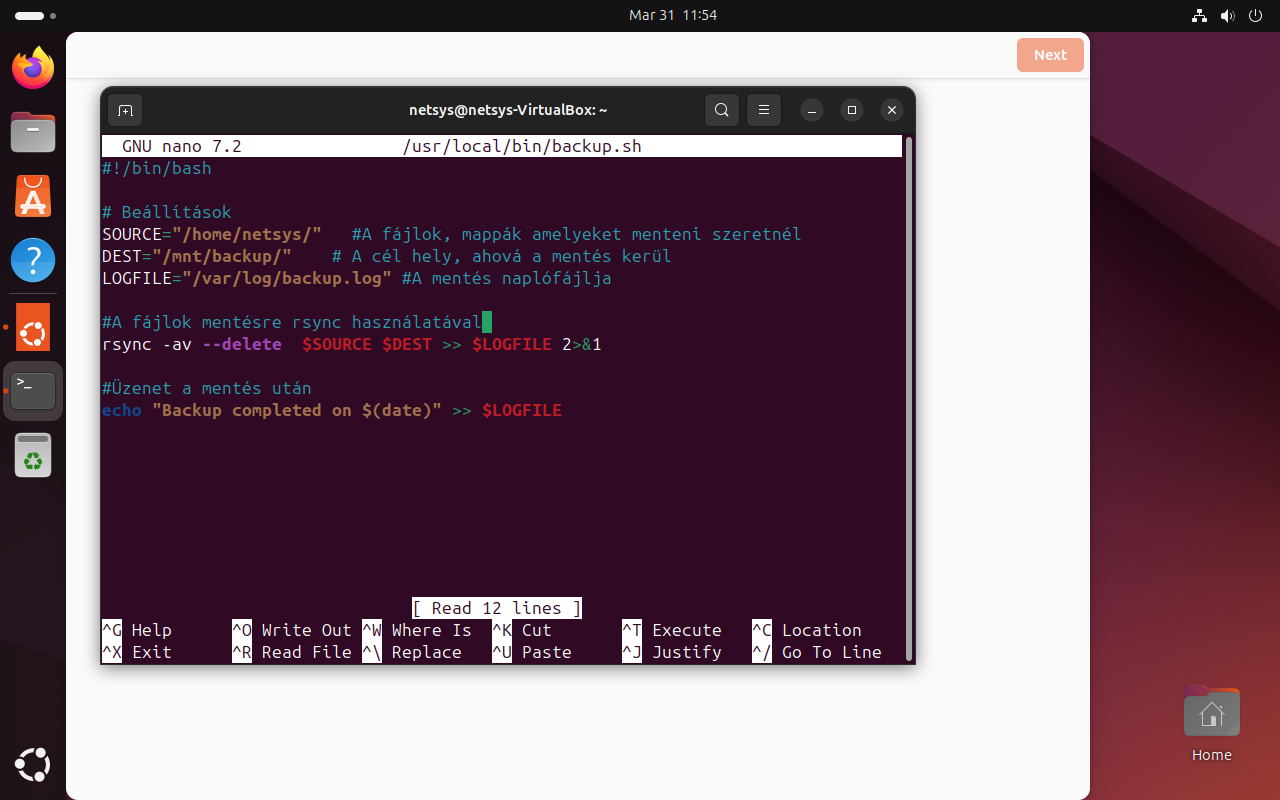 Mar 31 11:54
Next
netsys@netsys-VirtualBox: ~
GNU nano 7.2 /usr/local/bin/backup.sh
#!/bin/bash
# Beállítások
SOURCE="/home/netsys/" #A fájlok, mappák amelyeket menteni szeretnél
DEST="/mnt/backup/" # A cél hely, ahová a mentés kerül
LOGFILE="/var/log/backup.log" #A mentés naplófájlja
#A fájlok mentésre rsync használatával
rsync -av --delete $SOURCE $DEST >> $LOGFILE 2>&1
#Üzenet a mentésután
echo "Backup completed on $(date)" >> $LOGFILE
[ Read 12 lines ]
^G Help ^O Write Out ^W Where Is ^K Cut ^T Execute ^C Location
^X Exit ^R Read File ^\ Replace ^U Paste ^J Justify ^/ Go To Line
Home